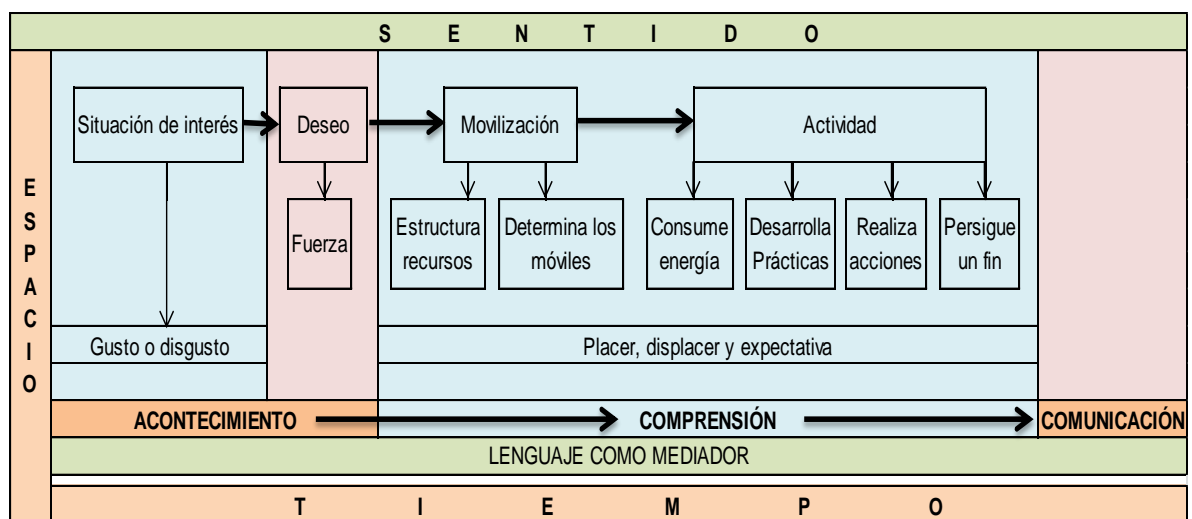 S E N T I D O
ESPACIO
Situación de interés
Deseo
Movilización
Actividad
Fuerza
Estructura
recursos
Determina los
móviles
Consume
energía
Desarrolla
Prácticas
Realiza
acciones
Persigue
un fin
Gusto o disgusto
Placer, displacer y expectativa
ACONTECIMIENTO
COMPRENSIÓN
COMUNICACIÓN
LENGUAJE COMO MEDIADOR
T I E M P O